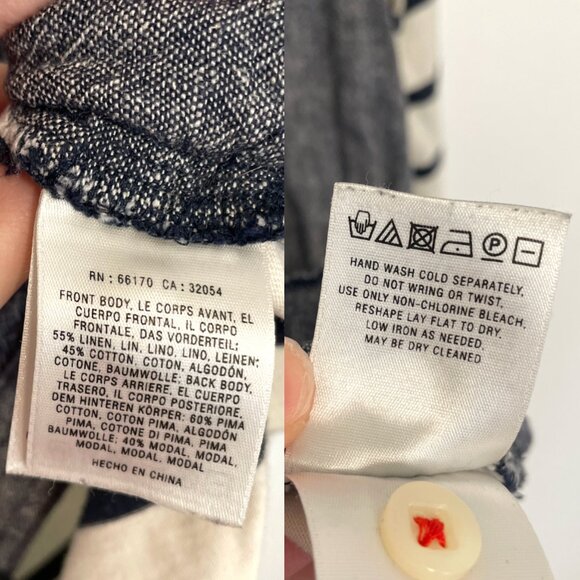 RN: 66170 CA: 32054
FRONT BODY, LE CORPS AVANT, EL
CUERPO FRONTAL, IL CORPO
FRONTALE, DAS VORDERTEIL:
55% LINEN, LIN, LINO, LINO, LEINEN;
45% COTTON, COTON, ALGODÓN,
COTONE, BAUMWOLLE; BACK BODY,
LE CORPS ARRIERE, EL CUERPO
TRASERO, IL CORPO POSTERIORE,
DEM HINTEREN KÖRPER: 60% PIMA
COTTON, COTON PIMA, ALGODÓN
PIMA, COTONE DI PIMA, PIMA
BAUMWOLLE; 40% MODAL, MODAL,
MODAL, MODAL, MODAL
HECHO EN CHINA
P
HAND WASH COLD SEPARATELY,
DO NOT WRING OR TWIST,
USE ONLY NON-CHLORINE BLEACH.
RESHAPE LAY FLAT TO DRY.
LOW IRON AS NEEDED.
MAY BE DRY CLEANED